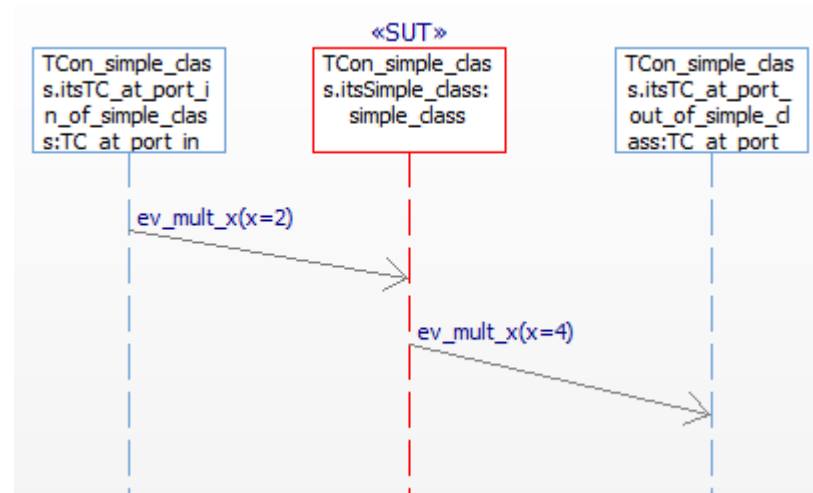 «SUT»
TCon_simple_clas
s.itsTC_at_port_i
n_of_simple_clas
s:TC_at_port_in
TCon_simple_clas
s.itsSimple_class:
simple_class
TCon_simple_clas
s.itsTC_at_port_
out_of_simple_cl
ass:TC_at_port
ev_mult_x(x=2)
ev_mult_x(x=4)